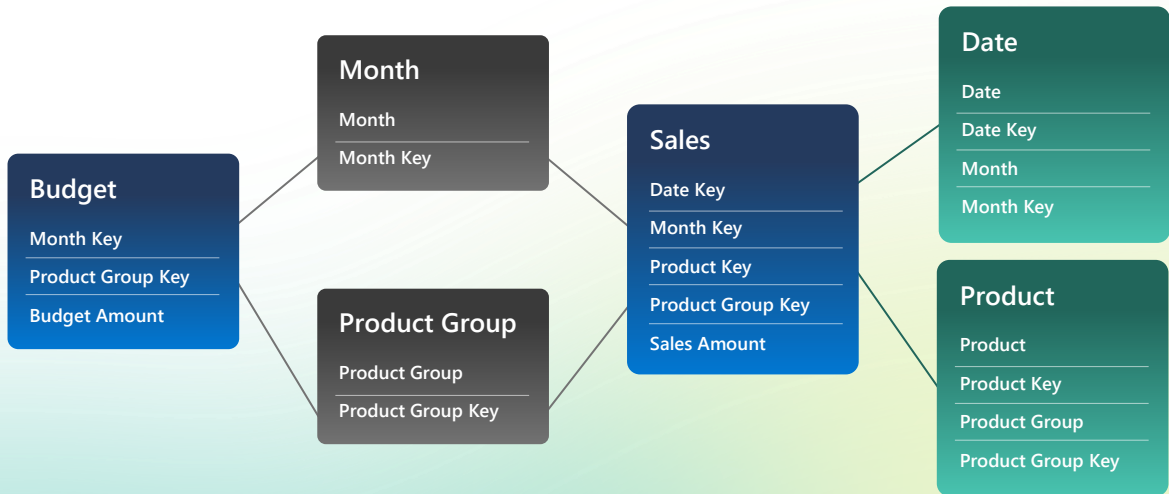 Budget
Month Key
Product Group Key
Budget Amount
Month
Month
Month Key
Product Group
Product Group
Product Group Key
Sales
Date Key
Month Key
Product Key
Product Group Key
Sales Amount
Date
Date
Date Key
Month
Month Key
Product
Product
Product Key
Product Group
Product Group Key